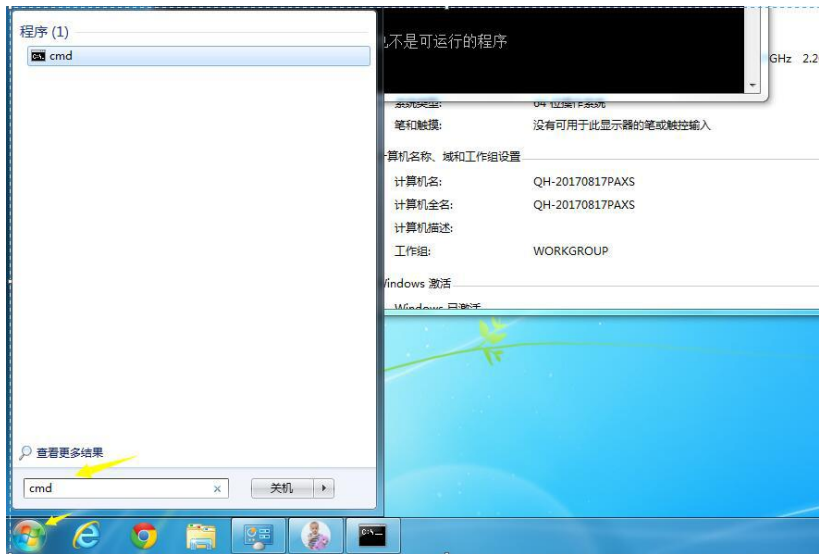 程序 (1)
cmd
不是可运行的程序
GHz 2.2
笔和触摸: 没有可用于此显示器的笔或触控输入
计算机名称、域和工作组设置
计算机名: QH-20170817PAXS
计算机全名: QH-20170817PAXS
计算机描述:
工作组: WORKGROUP
Windows 激活
Windows 已激活
查看更多结果
cmd
关机